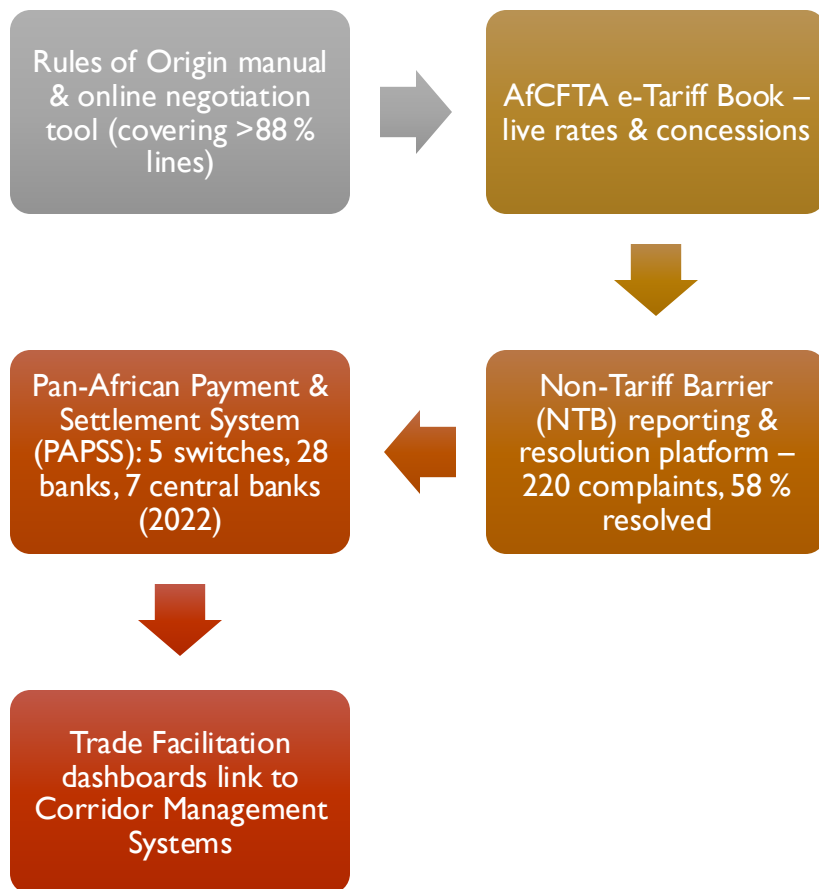 Rules of Origin manual
& online negotiation
tool (covering >88 %
lines)
AfCFTA e-Tariff Book –
live rates & concessions
Non-Tariff Barrier
(NTB) reporting &
resolution platform –
220 complaints, 58 %
resolved
Pan-African Payment &
Settlement System
(PAPSS): 5 switches, 28
banks, 7 central banks
(2022)
Trade Facilitation
dashboards link to
Corridor Management
Systems